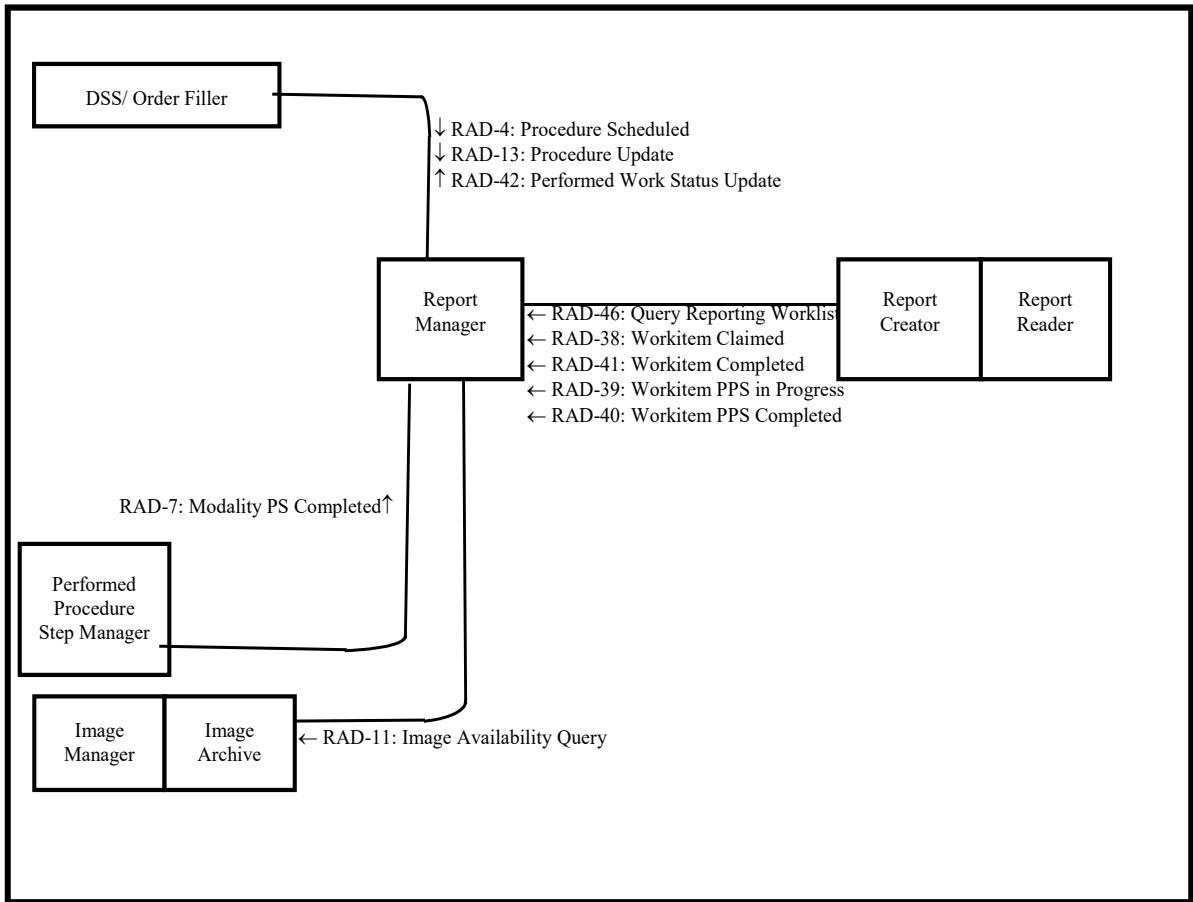 DSS/ Order Filler
↓ RAD-4: Procedure Scheduled
↓ RAD-13: Procedure Update
↑ RAD-42: Performed Work Status Update
Report
Manager
← RAD-46: Query Reporting Worklist
← RAD-38: Workitem Claimed
← RAD-41: Workitem Completed
← RAD-39: Workitem PPS in Progress
← RAD-40: Workitem PPS Completed
Report
Creator
Report
Reader
RAD-7: Modality PS Completed↑
Performed
Procedure
Step Manager
Image
Manager
Image
Archive
← RAD-11: Image Availability Query